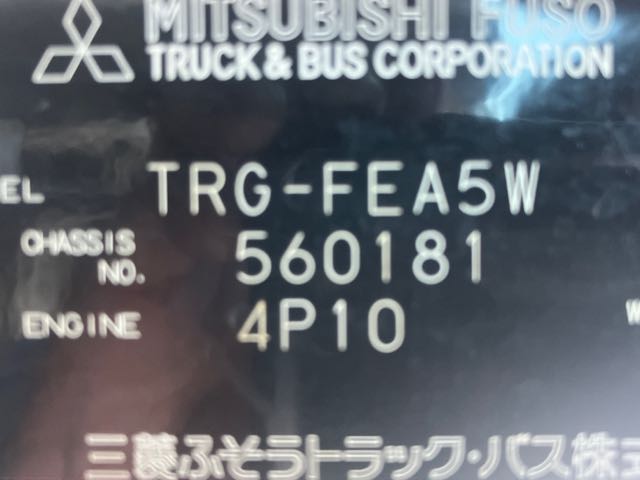 MITSUBISHI FUSO
TRUCK & BUS CORPORATION
EL TRG-FEA5W
CHASSIS NO. 560181
ENGINE 4P10
W
三菱ふそうトラック・バス株式